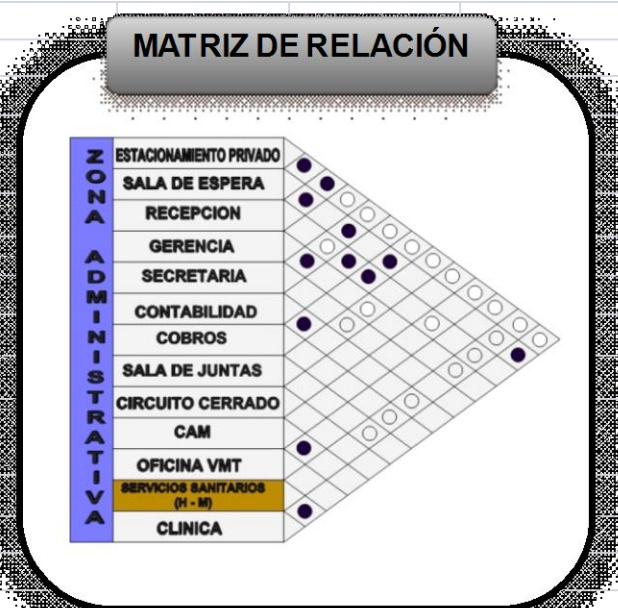 MATRIZ DE RELACIÓN
ZONA ADMINISTRATIVA
ESTACIONAMIENTO PRIVADO
SALA DE ESPERA
RECEPCION
GERENCIA
SECRETARIA
CONTABILIDAD
COBROS
SALA DE JUNTAS
CIRCUITO CERRADO
CAM
OFICINA VMT
SERVICIOS SANITARIOS
(H - M)
CLINICA